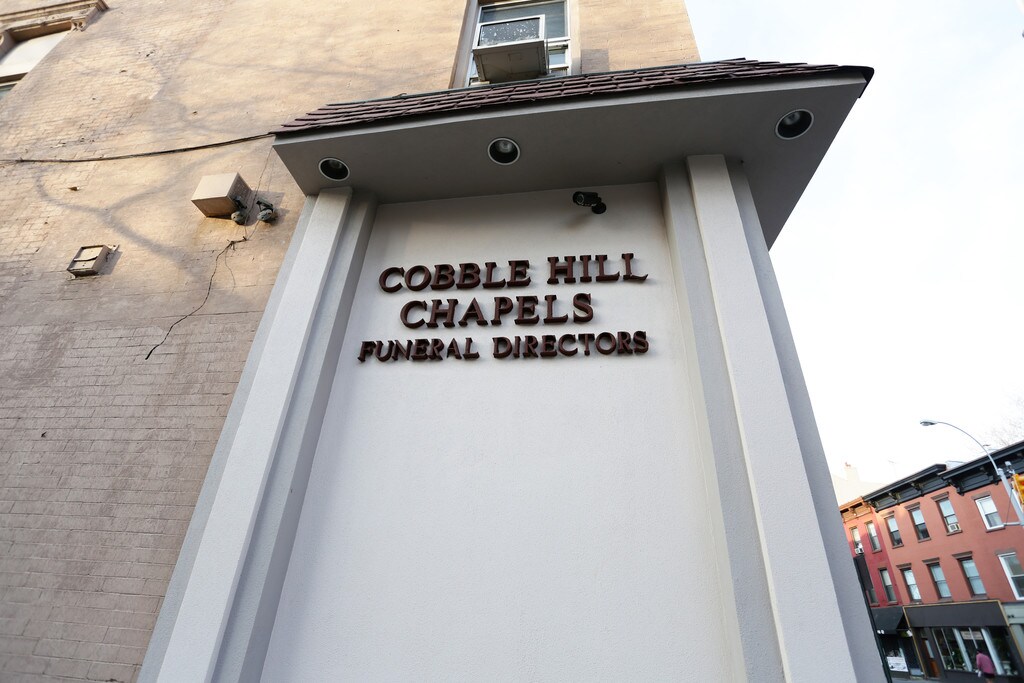 COBBLE HILL
CHAPELS
FUNERAL DIRECTORS